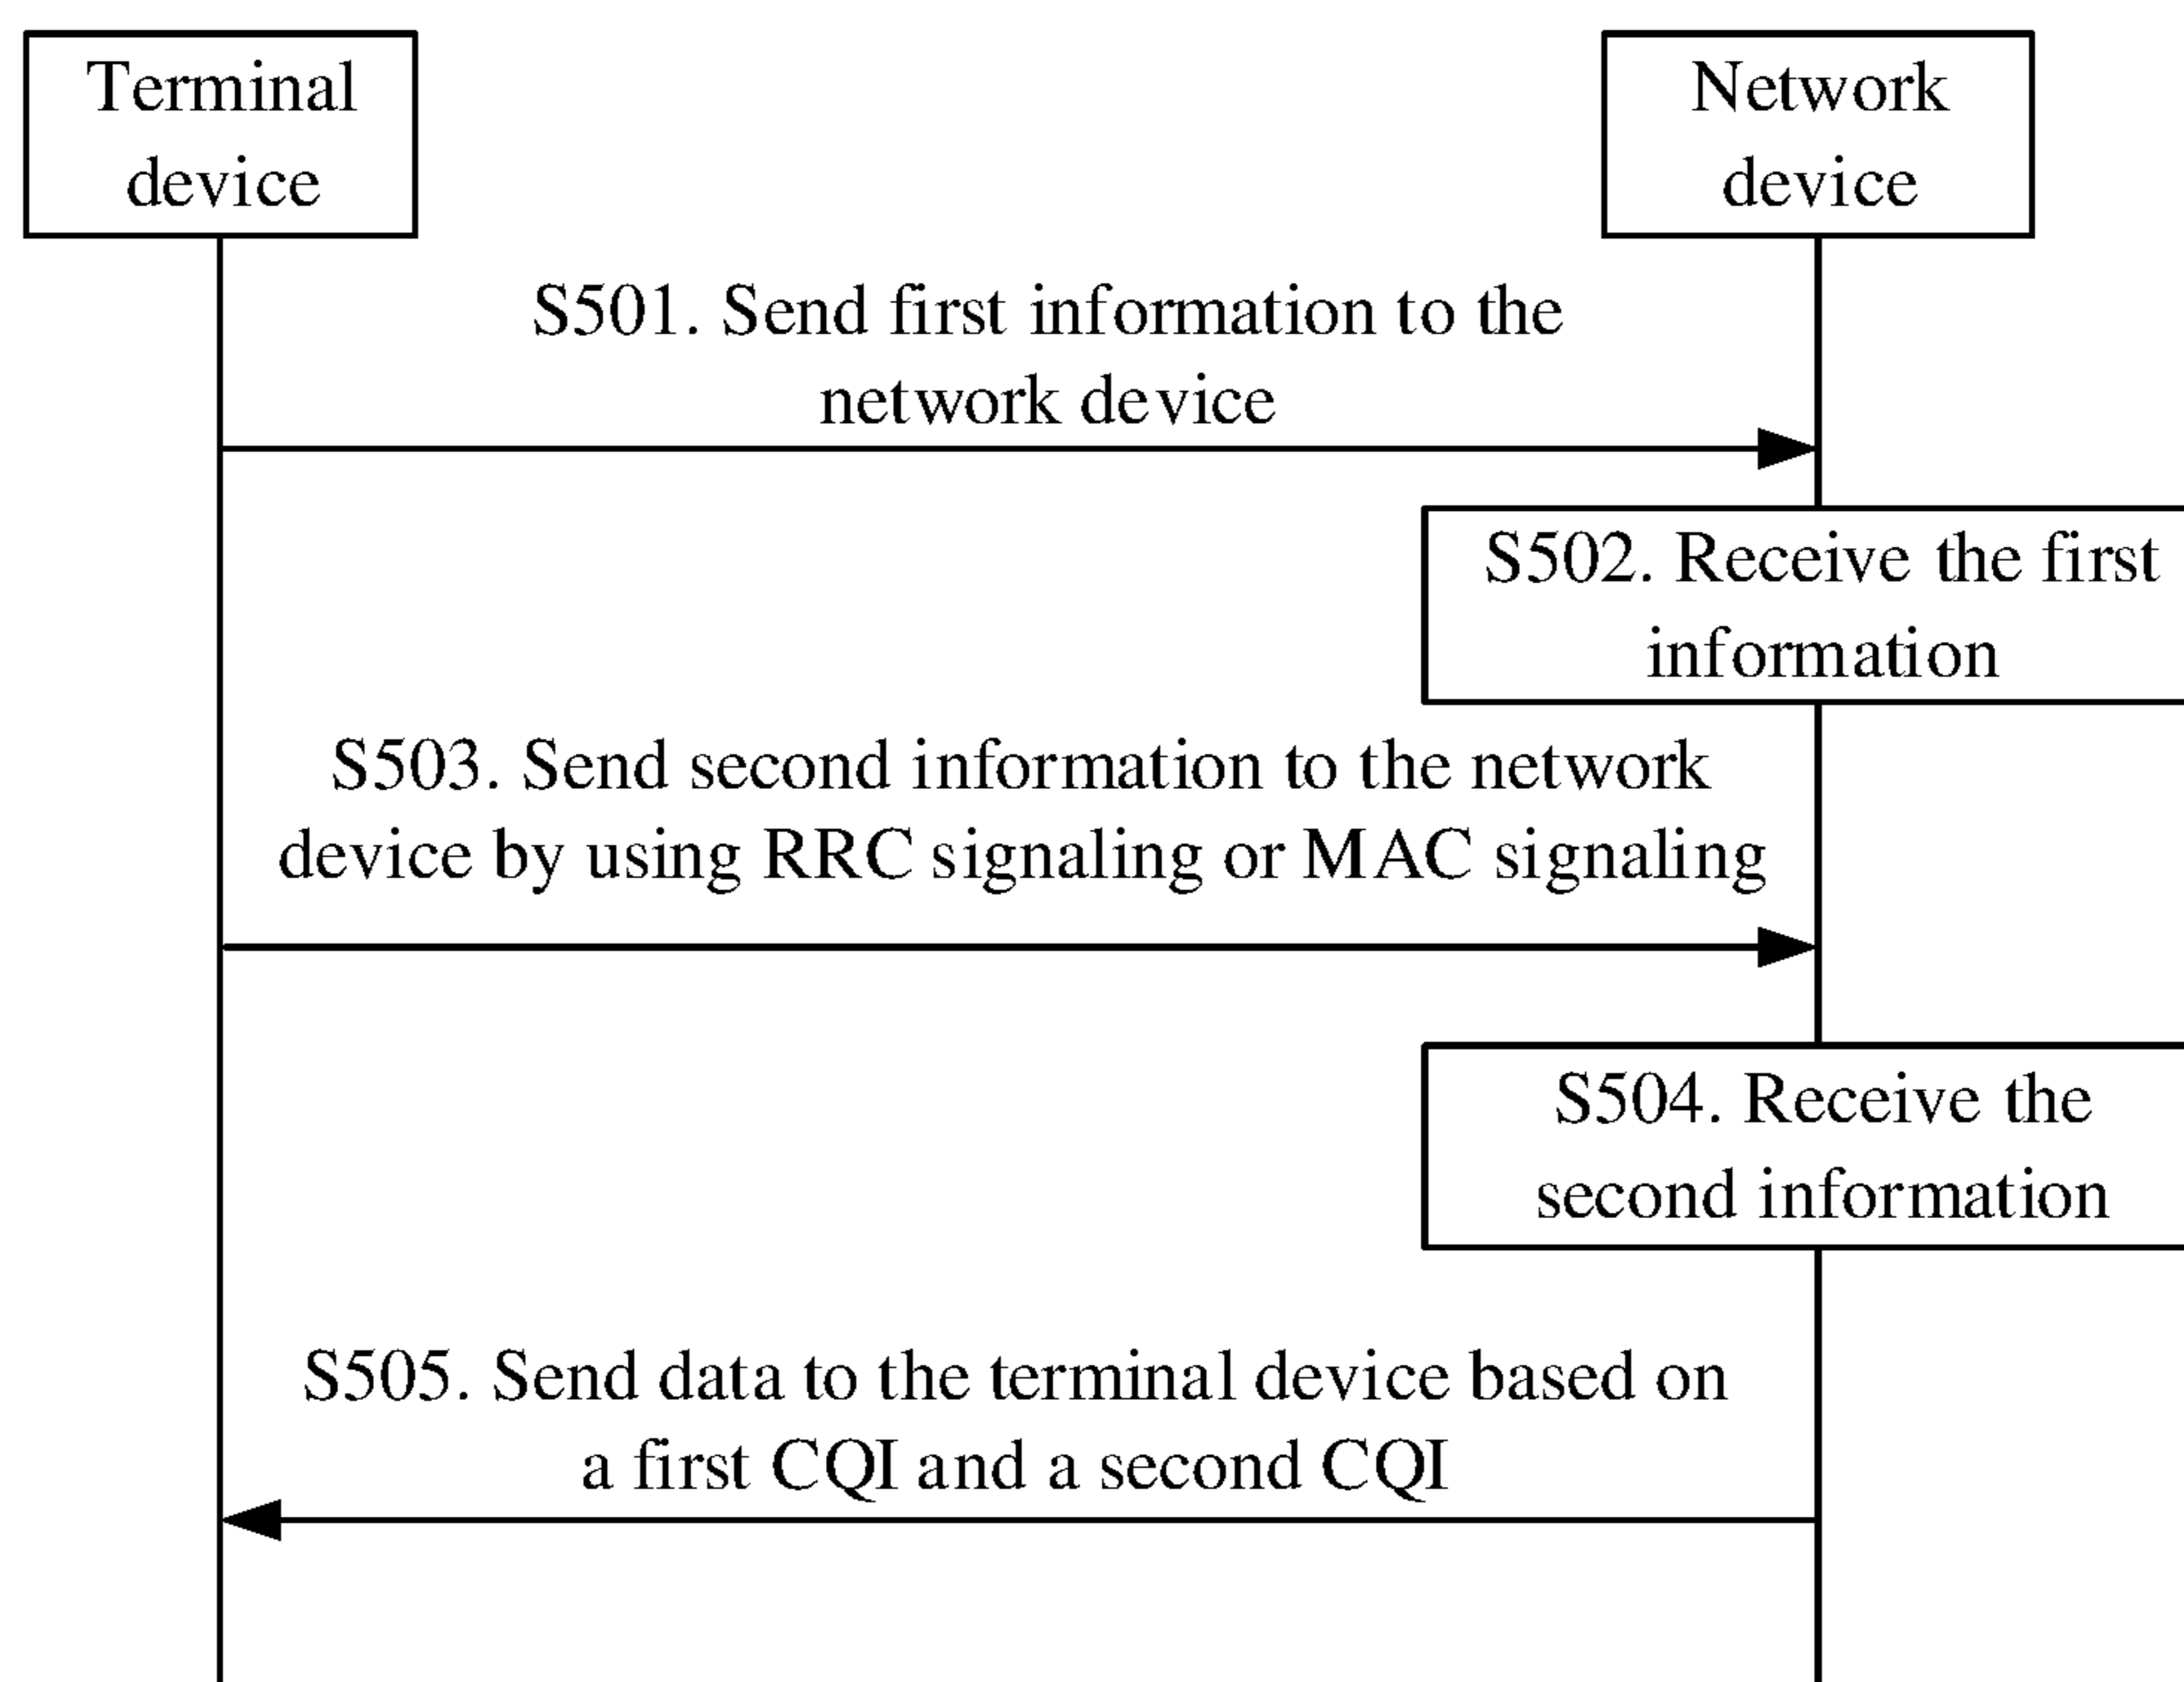 Terminal
device
Network
device
S501. Send first information to the
network device
S502. Receive the first
information
S503. Send second information to the network
device by using RRC signaling or MAC signaling
S504. Receive the
second information
S505. Send data to the terminal device based on
a first CQI and a second CQI